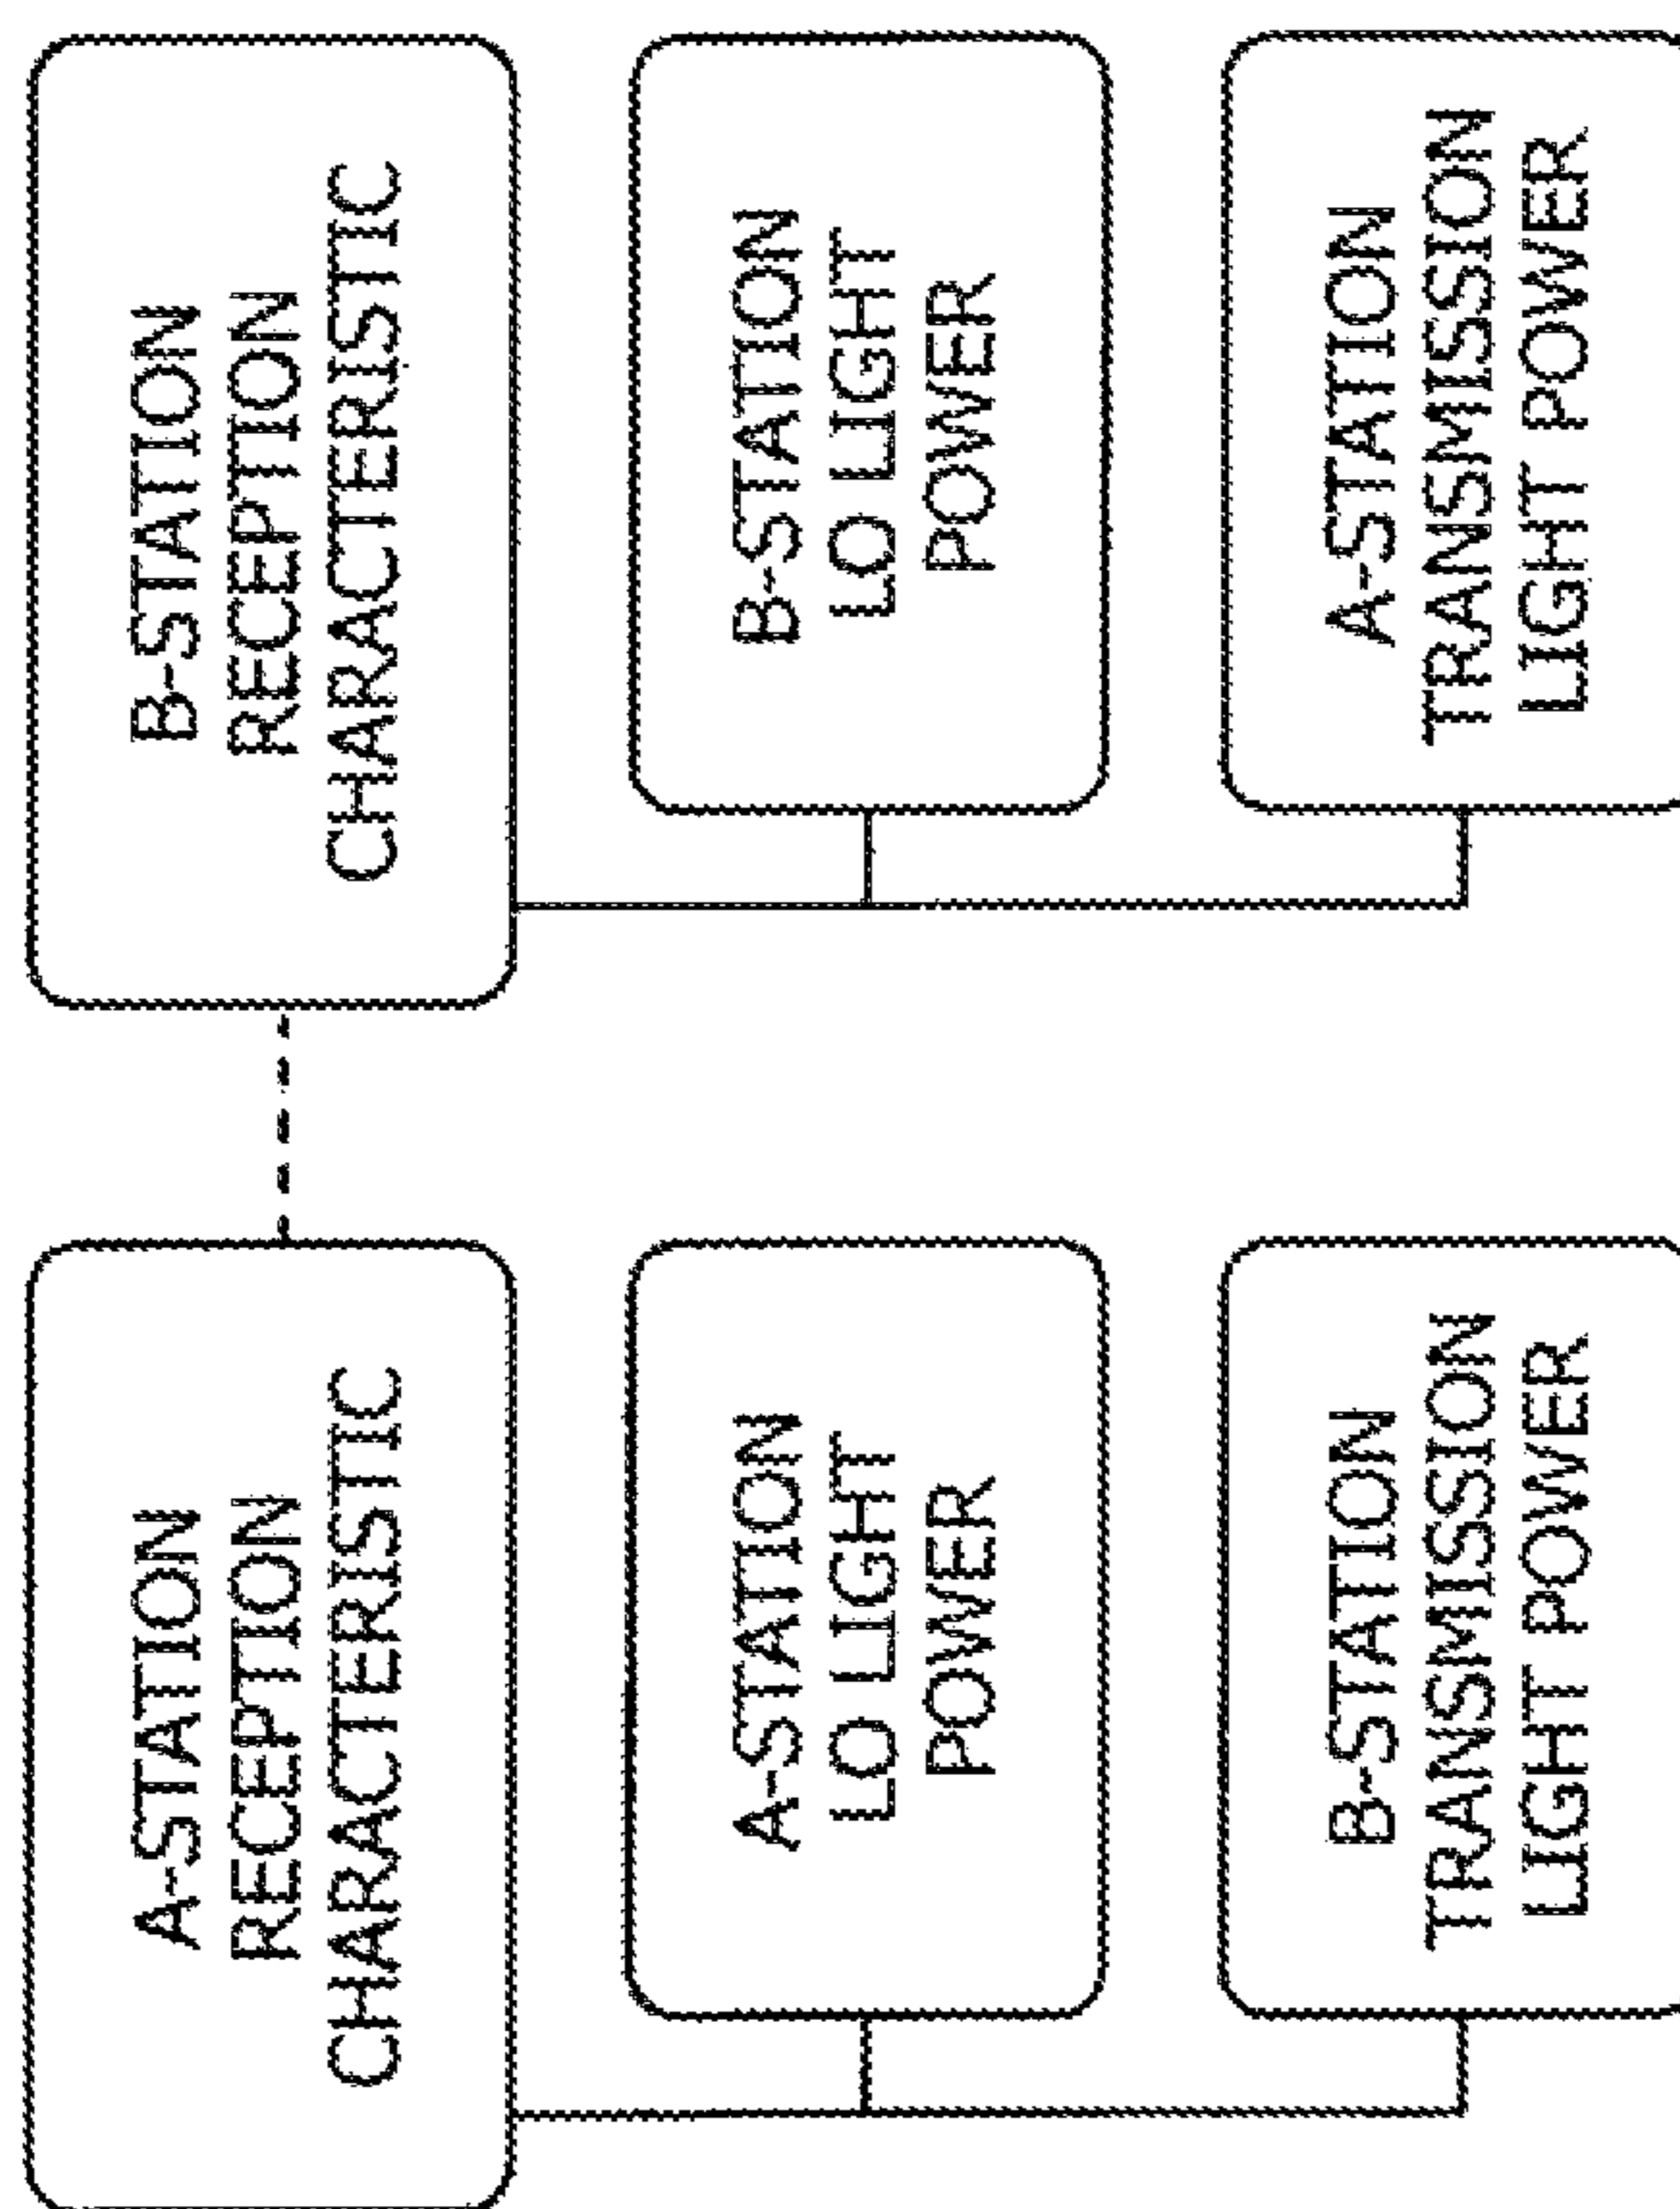 A-STATION
RECEPTION
CHARACTERISTIC
A-STATION
LO LIGHT
POWER
B-STATION
TRANSMISSION
LIGHT POWER
B-STATION
RECEPTION
CHARACTERISTIC
B-STATION
LO LIGHT
POWER
A-STATION
TRANSMISSION
LIGHT POWER